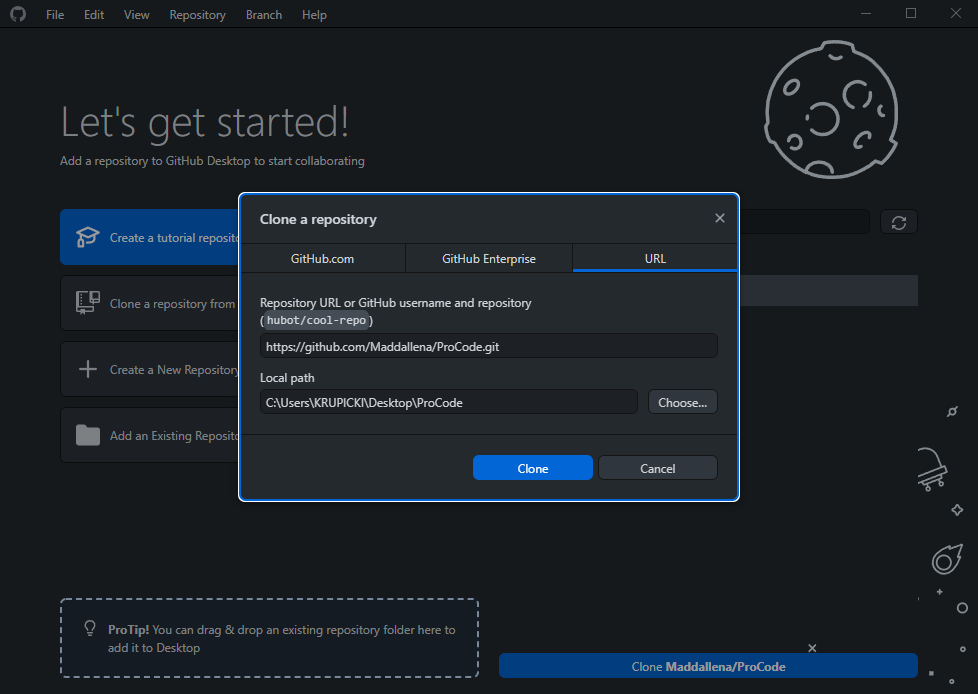 File Edit View Repository Branch Help
Let's get started!
Add a repository to GitHub Desktop to start collaborating
Create a tutorial reposito
Clone a repository from
Create a New Repository
Add an Existing Reposito
Clone a repository
GitHub.com GitHub Enterprise URL
Repository URL or GitHub username and repository
(hubot/cool-repo)
https://github.com/Maddallena/ProCode.git
Local path
C:\Users\KRUPICKI\Desktop\ProCode Choose...
Clone Cancel
ProTip! You can drag & drop an existing repository folder here to
add it to Desktop
Clone Maddallena/ProCode